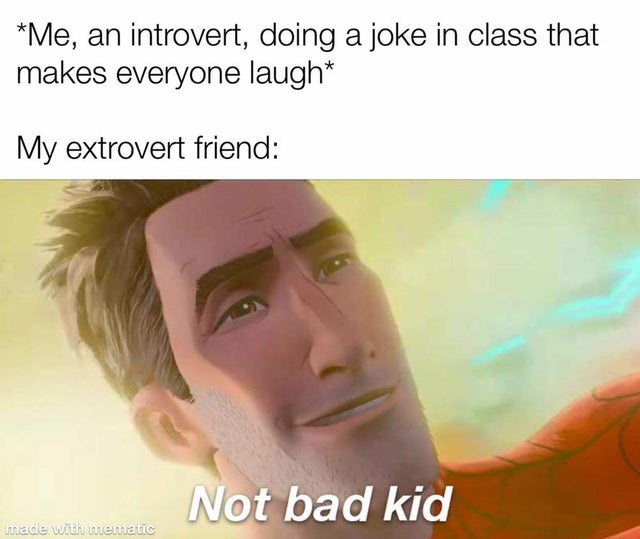 *Me, an introvert, doing a joke in class that
makes everyone laugh*
My extrovert friend:
Not bad kid
made with mematic